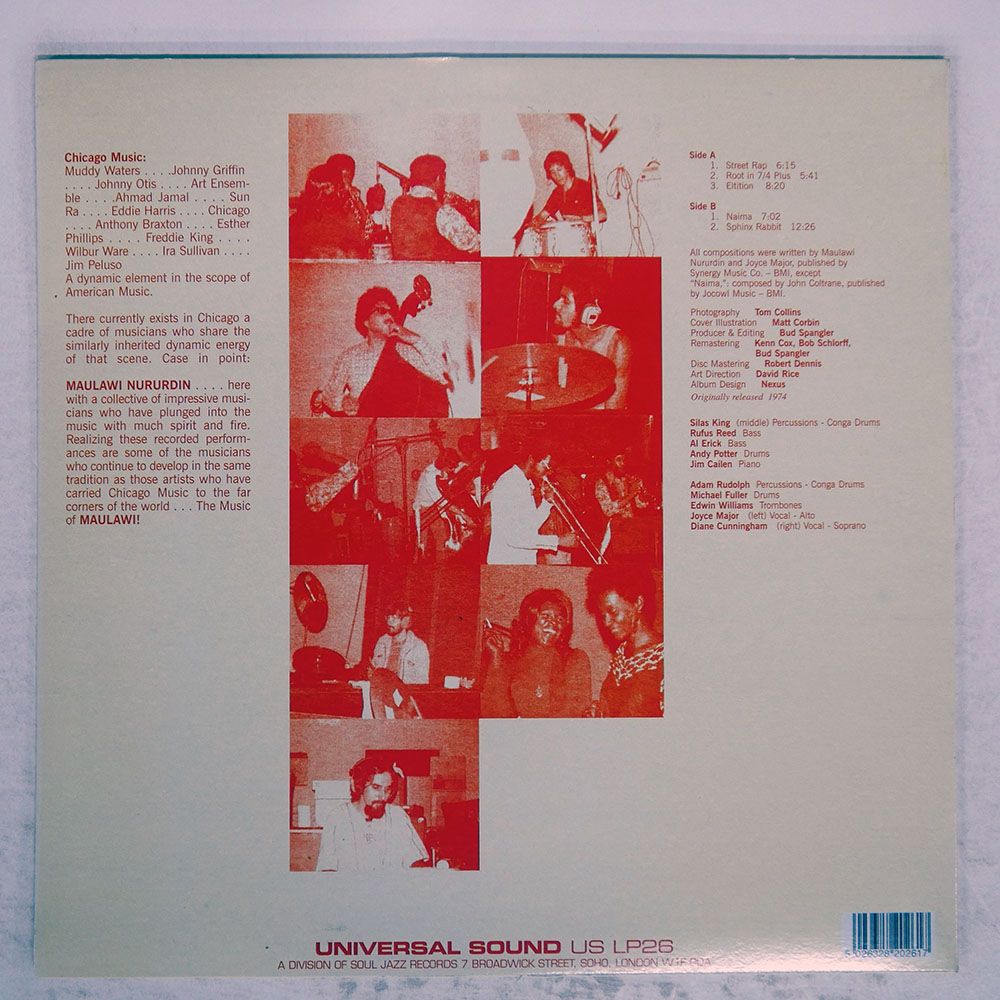 Chicago Music:
Muddy Waters . . . . Johnny Griffin
. . . . Johnny Otis . . . . Art Ensem-
ble . . . .Ahmad Jamal . . . . Sun
Ra . . . . Eddie Harris . . . . Chicago
. . . . Anthony Braxton . . . . Esther
Phillips . . . . Freddie King . . . .
Wilbur Ware . . . . Ira Sullivan . . . .
Jim Peluso
A dynamic element in the scope of
American Music.
There currently exists in Chicago a
cadre of musicians who share the
similarly inherited dynamic energy
of that scene. Case in point:
MAULAWI NURURDIN . . . . here
with a collective of impressive musi-
cians who have plunged into the
music with much spirit and fire.
Realizing these recorded perform-
ances are some of the musicians
who continue to develop in the same
tradition as those artists who have
carried Chicago Music to the far
corners of the world . . . The Music
of MAULAWI!
Side A
1. Street Rap 6:15
2. Root in 7/4 Plus 5:41
3. Eltition 8:20
Side B
1. Naima 7:02
2. Sphinx Rabbit 12:26
All compositions were written by Maulawi
Nururdin and Joyce Major, published by
Synergy Music Co. – BMI, except
"Naima,": composed by John Coltrane, published
by Jocowl Music – BMI.
Photography Tom Collins
Cover Illustration Matt Corbin
Producer & Editing Bud Spangler
Remastering Kenn Cox, Bob Schlorff,
Bud Spangler
Disc Mastering Robert Dennis
Art Direction David Rice
Album Design Nexus
Originally released 1974
Silas King (middle) Percussions - Conga Drums
Rufus Reed Bass
Al Erick Bass
Andy Potter Drums
Jim Cailen Piano
Adam Rudolph Percussions - Conga Drums
Michael Fuller Drums
Edwin Williams Trombones
Joyce Major (left) Vocal - Alto
Diane Cunningham (right) Vocal - Soprano
UNIVERSAL SOUND US LP26
A DIVISION OF SOUL JAZZ RECORDS 7 BROADWICK STREET, SOHO, LONDON W1F 0DA
5 026328 202617